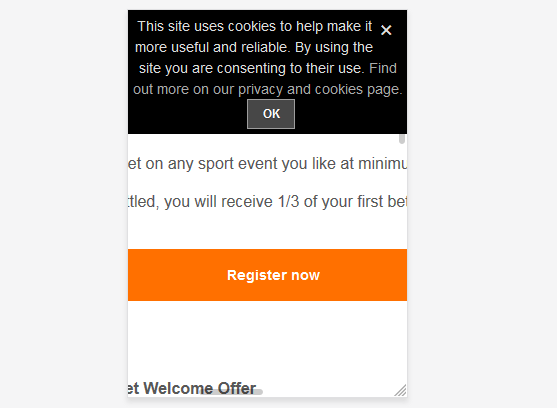 This site uses cookies to help make it
more useful and reliable. By using the
site you are consenting to their use. Find
out more on our privacy and cookies page.
OK
et on any sport event you like at minimu
ttled, you will receive 1/3 of your first bet
Register now
et Welcome Offer